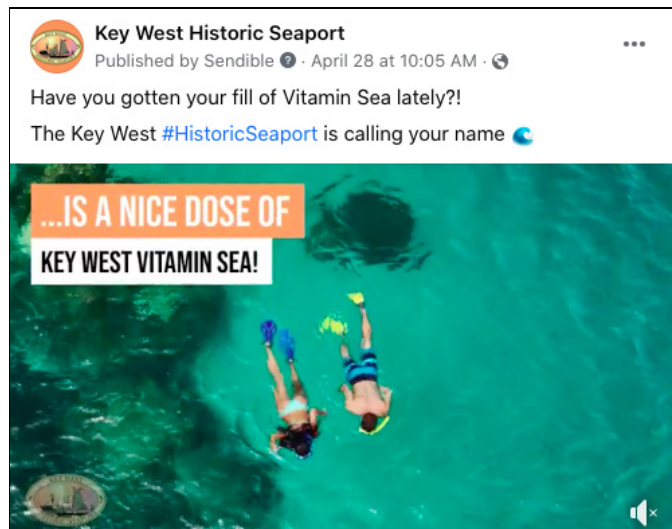 Key West Historic Seaport
Published by Sendible · April 28 at 10:05 AM ·
Have you gotten your fill of Vitamin Sea lately?!
The Key West #HistoricSeaport is calling your name 🌊
...IS A NICE DOSE OF
KEY WEST VITAMIN SEA!